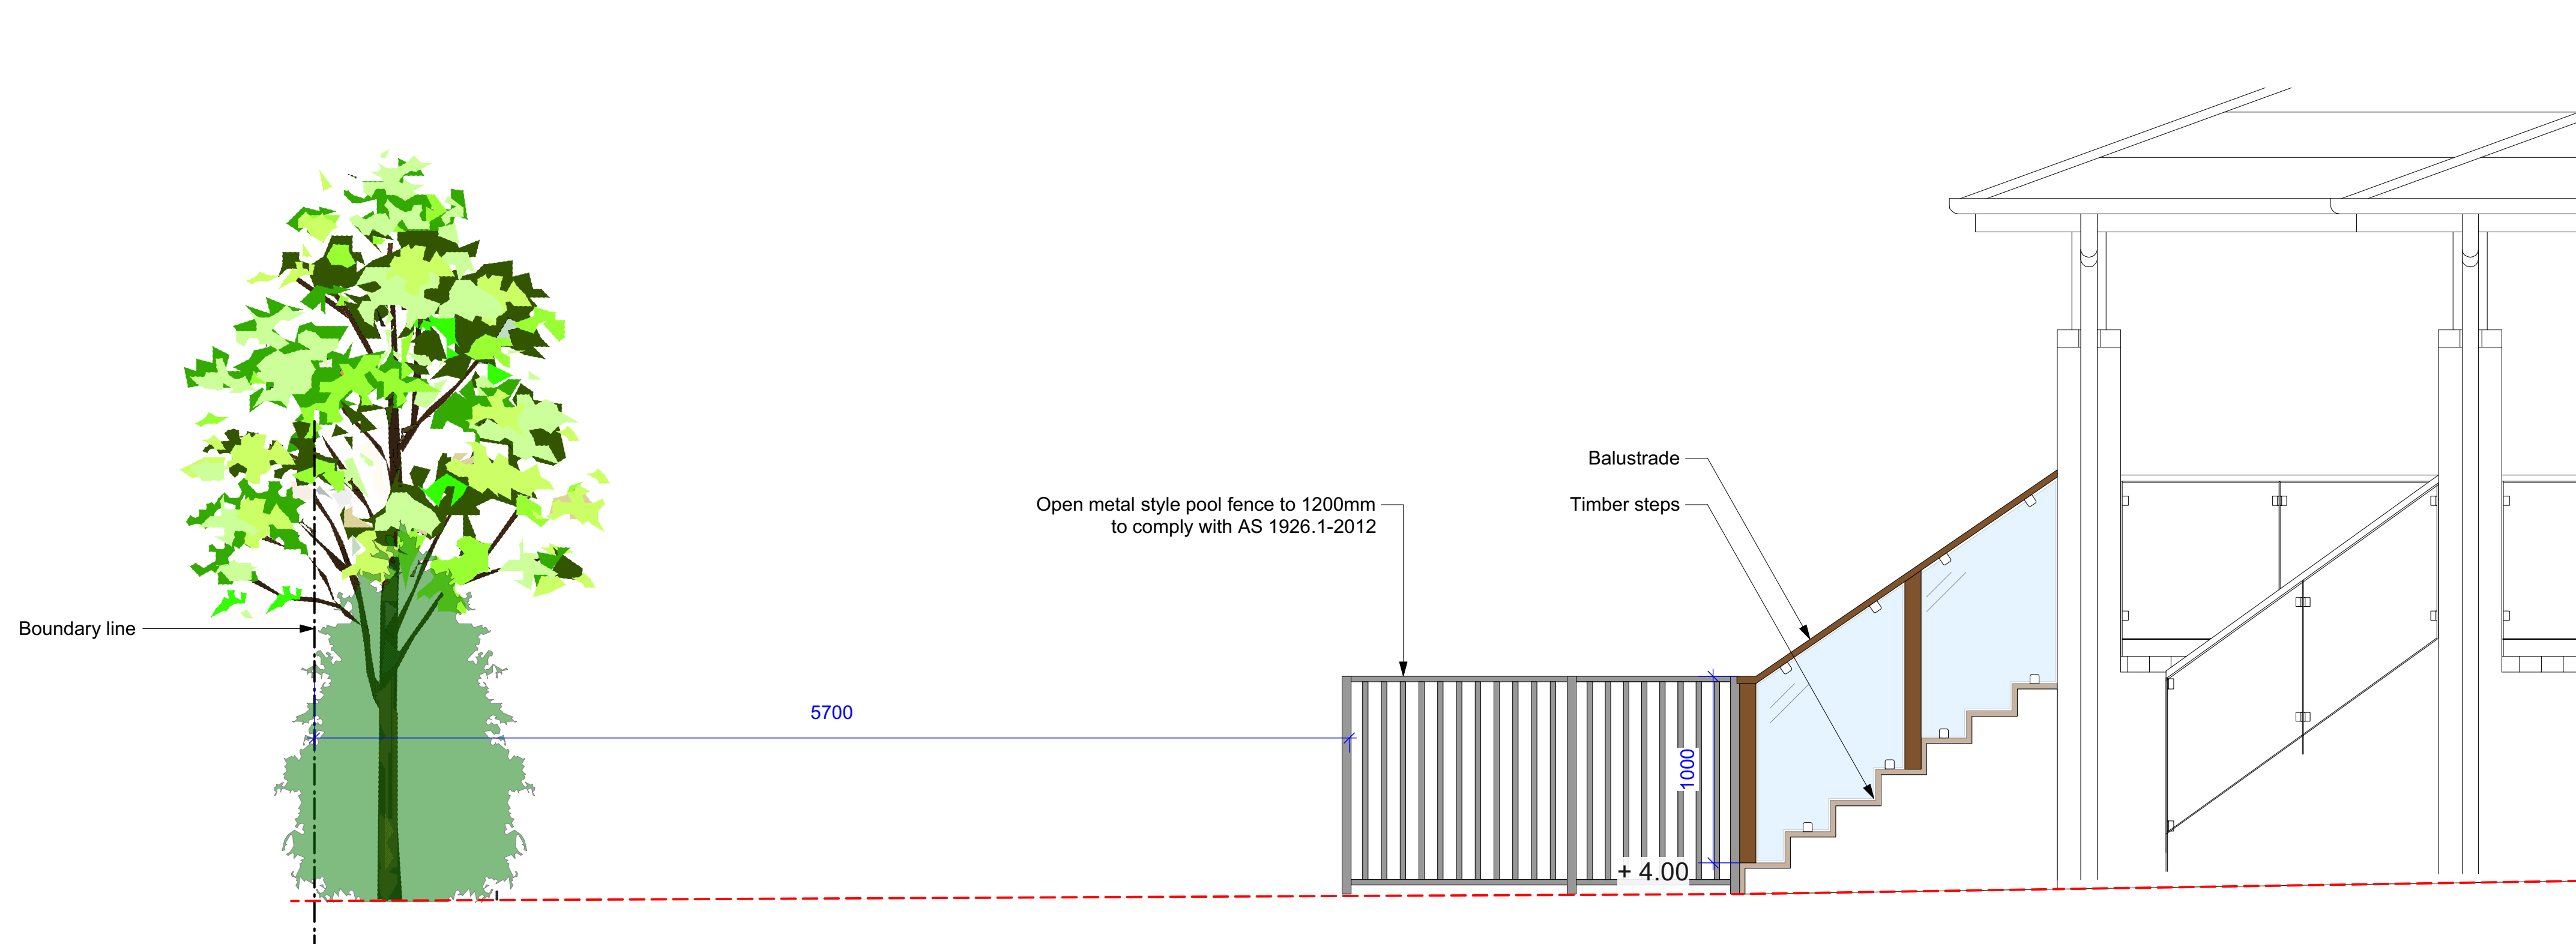 Balustrade
Open metal style pool fence to 1200mm
to comply with AS 1926.1-2012
Timber steps
Boundary line
5700
1000
+ 4.00